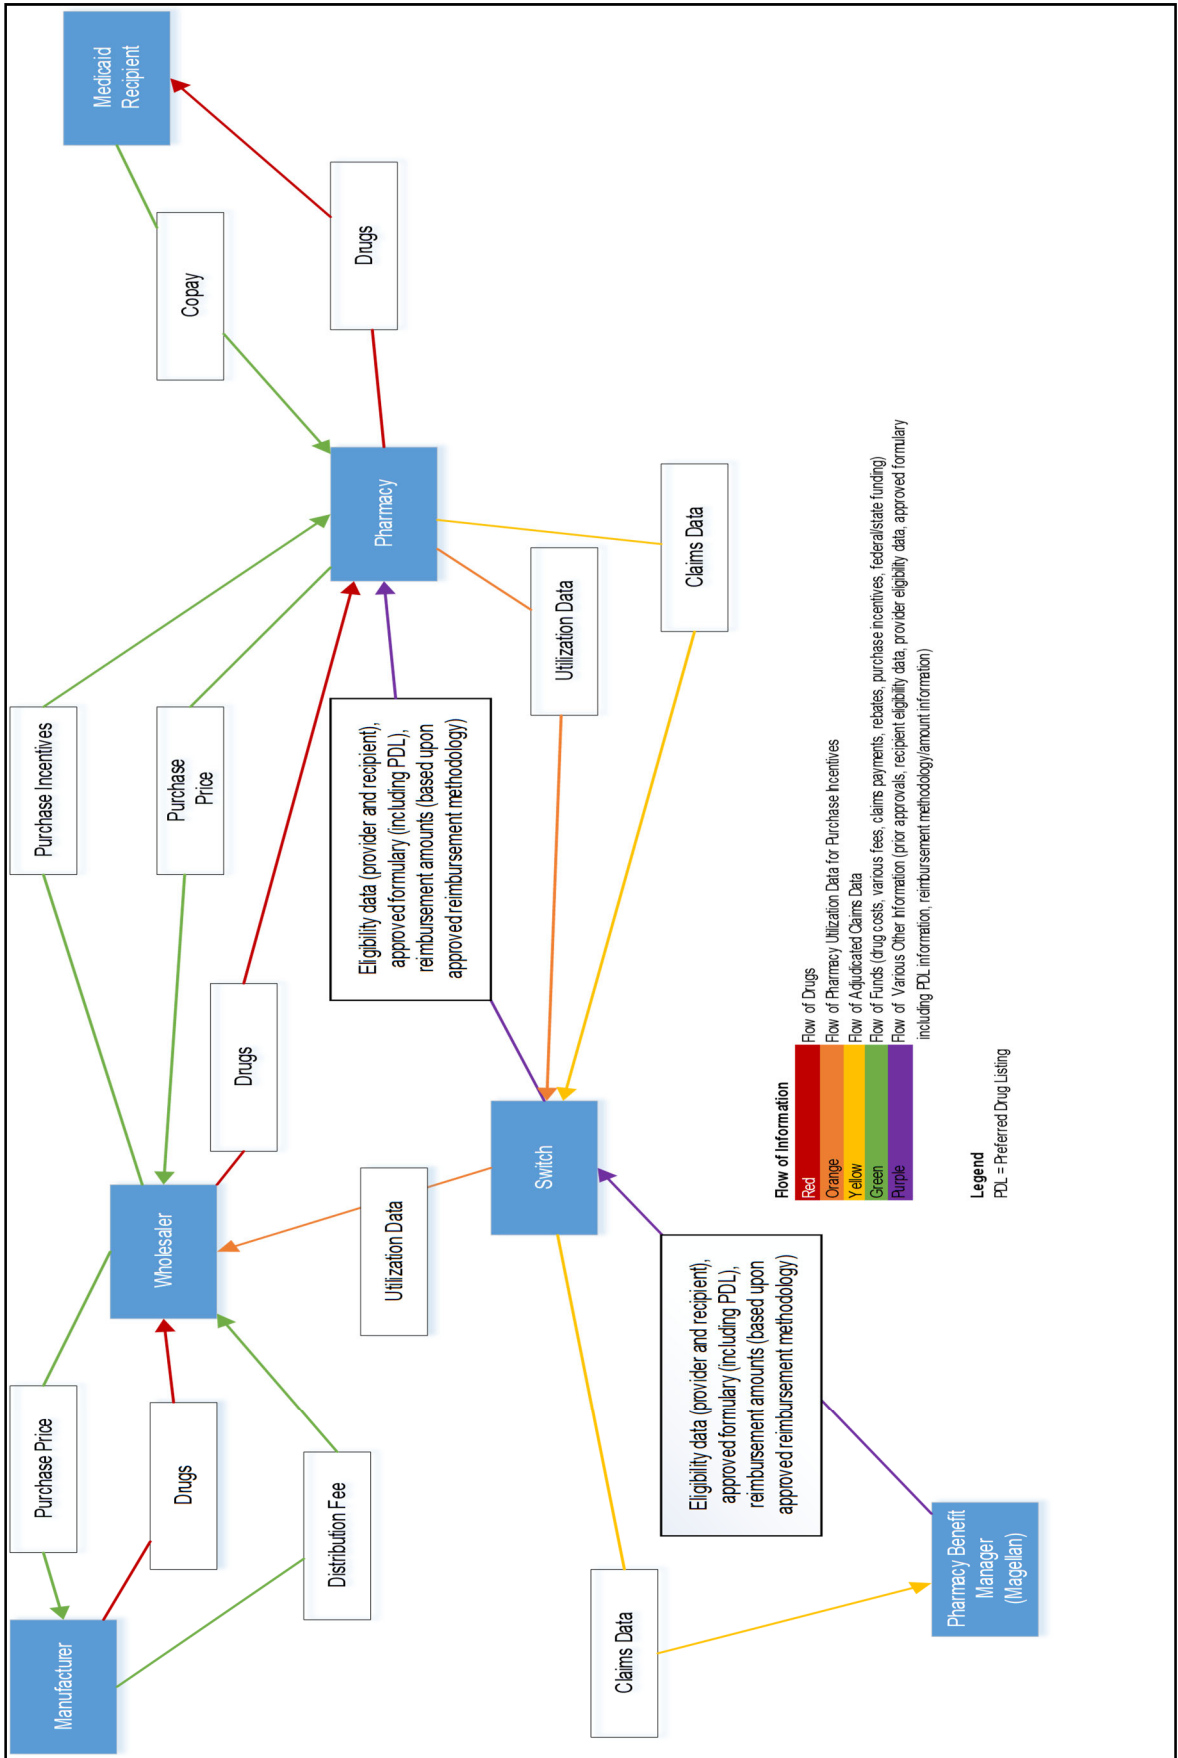 Manufacturer
Purchase Price
Drugs
Distribution Fee
Wholesaler
Purchase Incentives
Purchase
Price
Drugs
Utilization Data
Pharmacy
Copay
Drugs
Medicaid
Recipient
Eligibility data (provider and recipient),
approved formulary (including PDL),
reimbursement amounts (based upon
approved reimbursement methodology)
Switch
Utilization Data
Claims Data
Claims Data
Eligibility data (provider and recipient),
approved formulary (including PDL),
reimbursement amounts (based upon
approved reimbursement methodology)
Pharmacy Benefit
Manager
(Magellan)
Flow of Information
Red Flow of Drugs
Orange Flow of Pharmacy Utilization Data for Purchase Incentives
Yellow Flow of Adjudicated Claims Data
Green Flow of Funds (drug costs, various fees, claims payments, rebates, purchase incentives, federal/state funding)
Purple Flow of Various Other Information (prior approvals, recipient eligibility data, provider eligibility data, approved formulary
including PDL information, reimbursement methodology/amount information)
Legend
PDL = Preferred Drug Listing